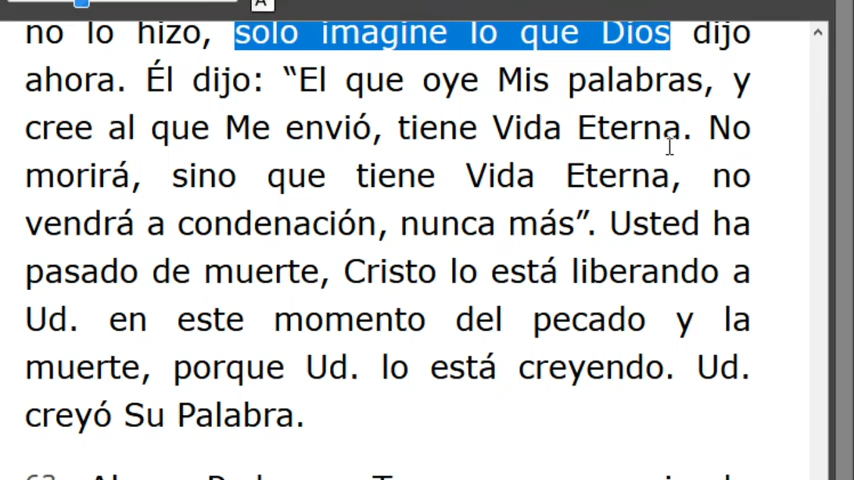 no lo hizo, solo imagine lo que Dios dijo
ahora. Él dijo: “El que oye Mis palabras, y
cree al que Me envió, tiene Vida Eterna. No
morirá, sino que tiene Vida Eterna, no
vendrá a condenación, nunca más”. Usted ha
pasado de muerte, Cristo lo está liberando a
Ud. en este momento del pecado y la
muerte, porque Ud. lo está creyendo. Ud.
creyó Su Palabra.